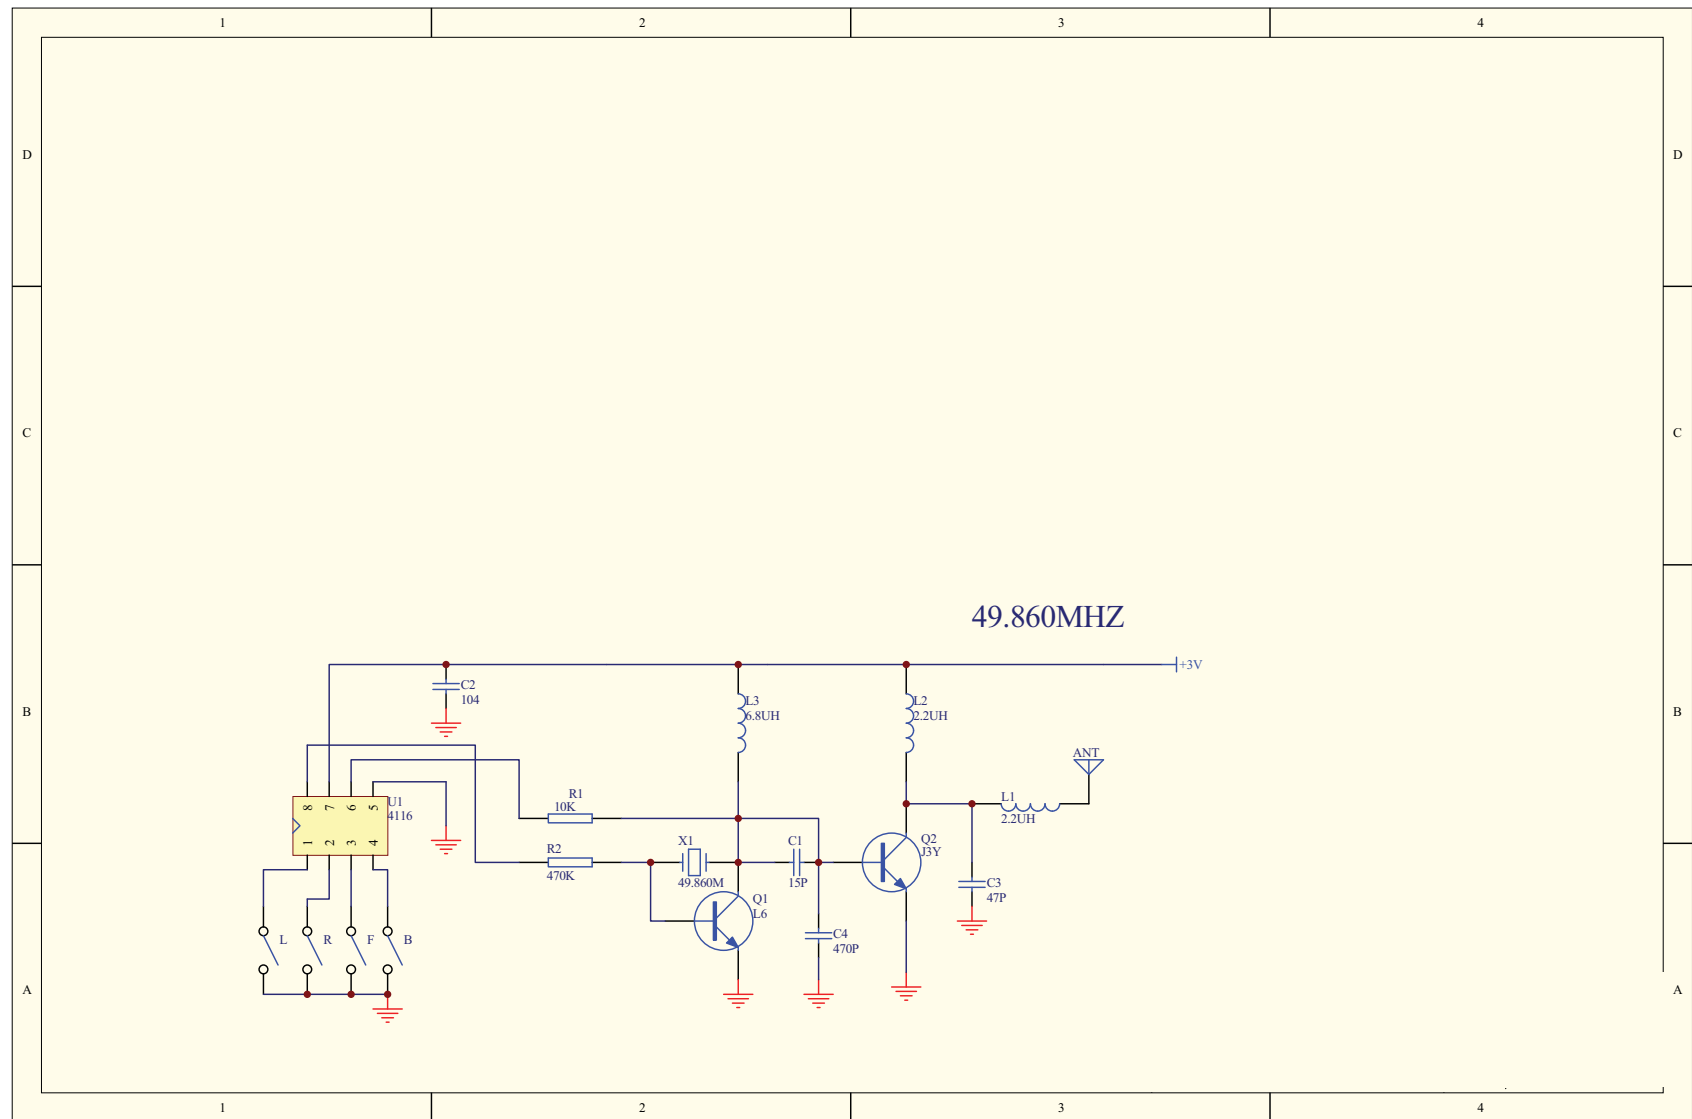 1 2 3 4
D D
C C
49.860MHZ
+3V
B B
C2
104
L3
6.8UH
L2
2.2UH
ANT
8 7 6 5
1 2 3 4
U1
4116
R1
10K
L1
2.2UH
R2
470K
X1
49.860M
C1
15P
Q2
J3Y
C3
47P
Q1
L6
C4
470P
L R F B
A A
1 2 3 4